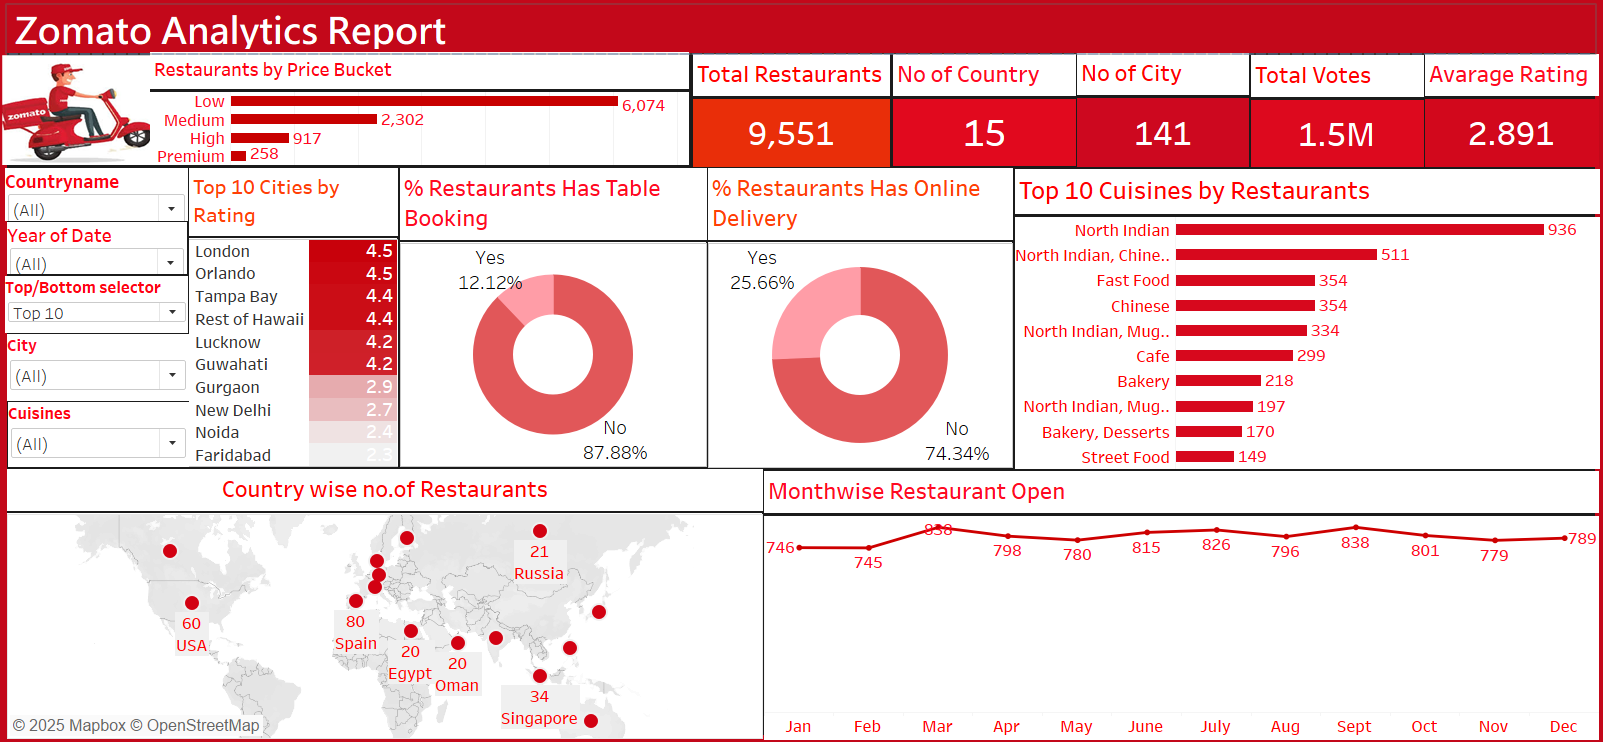 Zomato Analytics Report
zomato
Restaurants by Price Bucket
Low 6,074
Medium 2,302
High 917
Premium 258
Total Restaurants
9,551
No of Country
15
No of City
141
Total Votes
1.5M
Avarage Rating
2.891
Countryname
(All)
Year of Date
(All)
Top/Bottom selector
Top 10
City
(All)
Cuisines
(All)
Top 10 Cities by
Rating
London 4.5
Orlando 4.5
Tampa Bay 4.4
Rest of Hawaii 4.4
Lucknow 4.2
Guwahati 4.2
Gurgaon 2.9
New Delhi 2.7
Noida 2.4
Faridabad 2.3
% Restaurants Has Table
Booking
Yes
12.12%
No
87.88%
% Restaurants Has Online
Delivery
Yes
25.66%
No
74.34%
Top 10 Cuisines by Restaurants
North Indian 936
North Indian, Chine.. 511
Fast Food 354
Chinese 354
North Indian, Mug.. 334
Cafe 299
Bakery 218
North Indian, Mug.. 197
Bakery, Desserts 170
Street Food 149
Country wise no.of Restaurants
21
Russia
60
USA
80
Spain
20
Egypt
20
Oman
34
Singapore
© 2025 Mapbox © OpenStreetMap
Monthwise Restaurant Open
746 745 838 798 780 815 826 796 838 801 779 789
Jan Feb Mar Apr May June July Aug Sept Oct Nov Dec